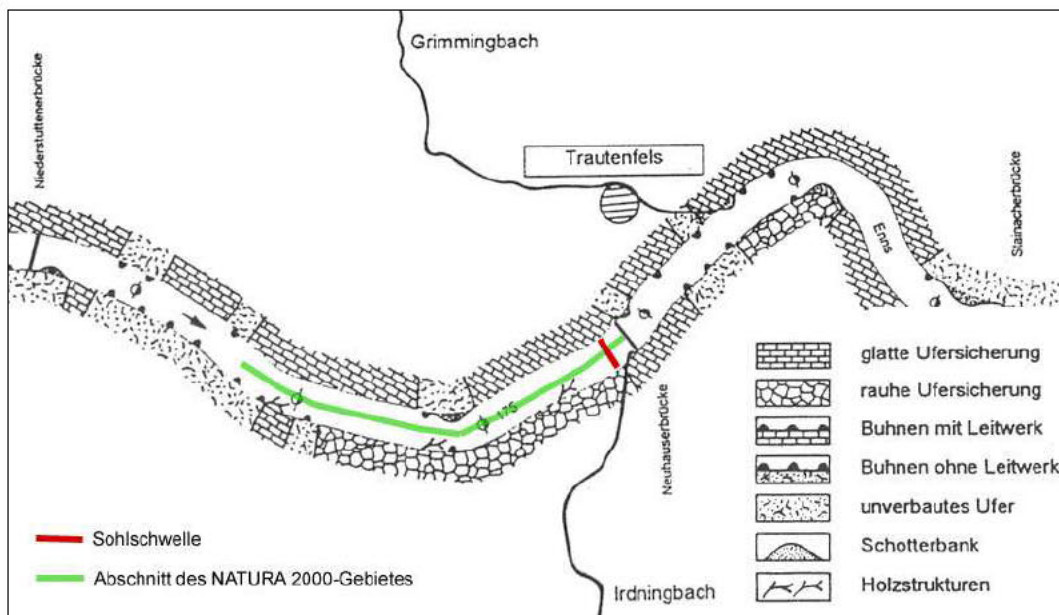 Grimmingbach
Niederstuttenerbrücke
Trautenfels
Stainacherbrücke
Enns
175
Neuhauserbrücke
Irdningbach
glatte Ufersicherung
rauhe Ufersicherung
Buhnen mit Leitwerk
Buhnen ohne Leitwerk
unverbautes Ufer
Schotterbank
Holzstrukturen
Sohlschwelle
Abschnitt des NATURA 2000-Gebietes